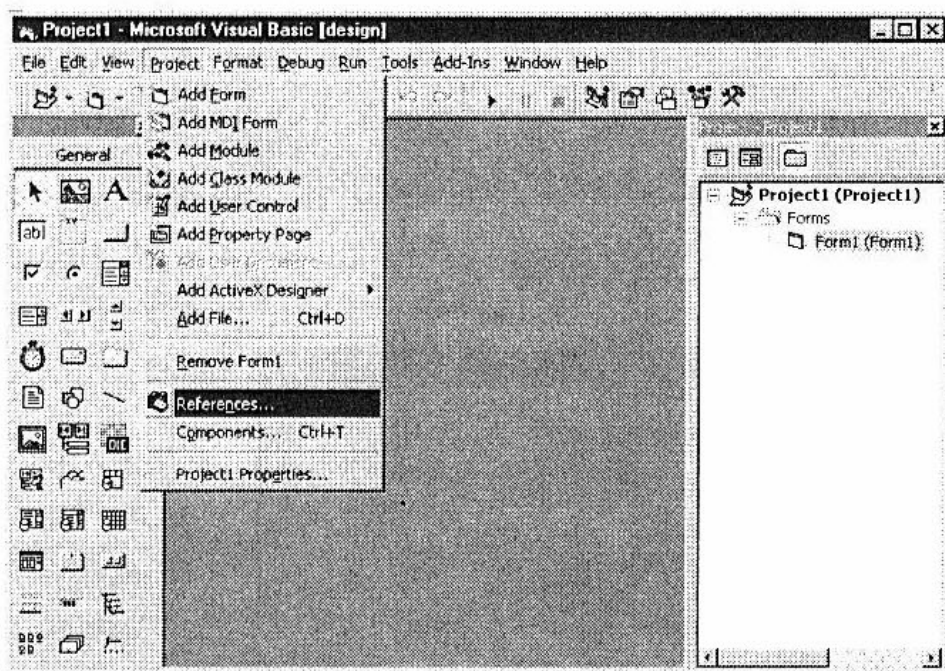 Project1 - Microsoft Visual Basic [design]
File Edit View Project Format Debug Run Tools Add-Ins Window Help
Add Form
Add MDI Form
Add Module
Add Class Module
Add User Control
Add Property Page
Add ActiveX Designer
Add File... Ctrl+D
Remove Form1
References...
Components... Ctrl+T
Project1 Properties...
General
A
ab
OLE
Project1 (Project1)
Forms
Form1 (Form1)